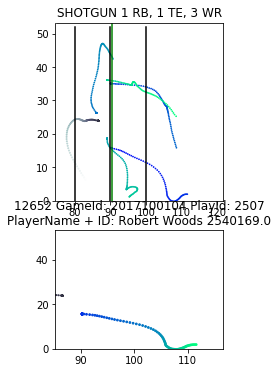 SHOTGUN 1 RB, 1 TE, 3 WR
50
40
30
20
10
0
80 90 100 110 120
12652 GameId: 2017100104 PlayId: 2507
PlayerName + ID: Robert Woods 2540169.0
40
20
0
90 100 110